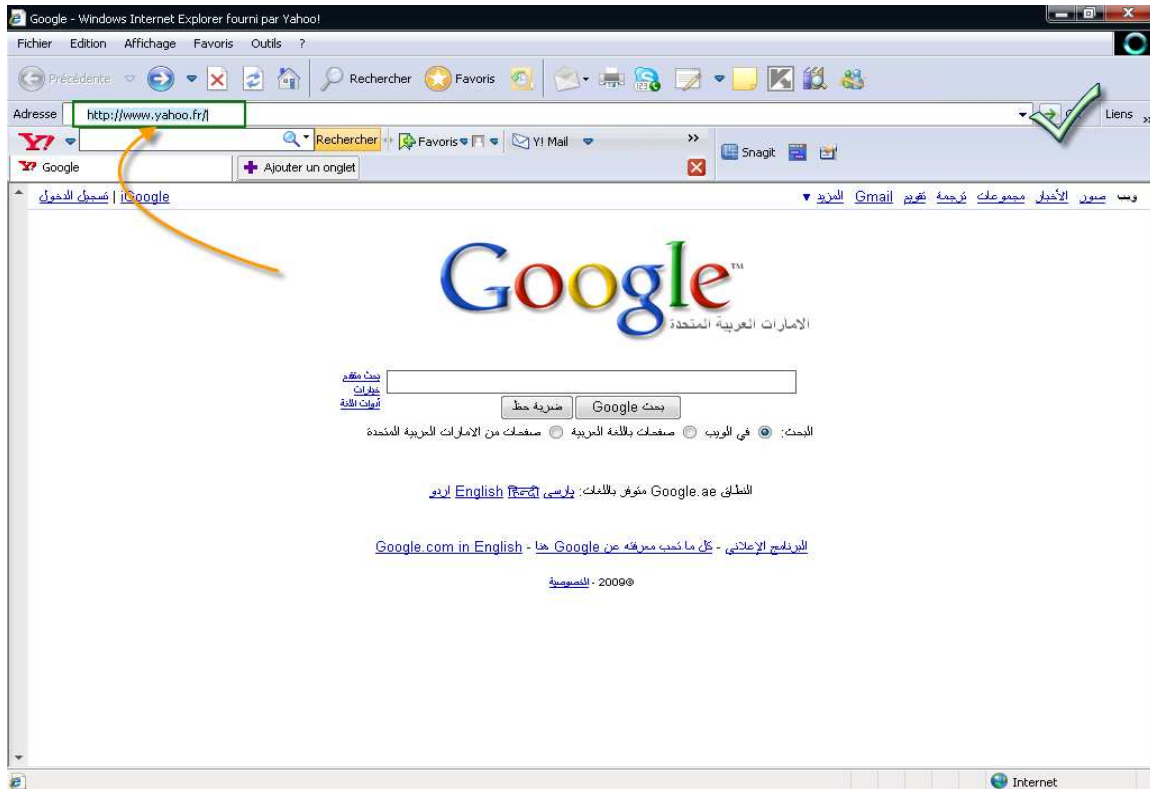 Google - Windows Internet Explorer fourni par Yahoo!
Fichier Edition Affichage Favoris Outils ?
Précédente Rechercher Favoris
Adresse http://www.yahoo.fr/ Liens »
Y! Rechercher Favoris Y! Mail » Snagit
Y? Google Ajouter un onglet
ويب صور الأخبار مجموعات ترجمة تقويم Gmail المزيد ▼
iGoogle | تسجيل الدخول
Google™
الامارات العربية المتحدة
بحث متقدم
خيارات
أدوات اللغة
بحث Google ضربة حظ
البحث: في الويب صفحات باللغة العربية صفحات من الامارات العربية المتحدة
النطاق Google.ae متوفر باللغات: پارسی हिन्दी English اردو
البرنامج الإعلاني - كل ما تحب معرفته عن Google هنا - Google.com in English
©2009 - الخصوصية
Internet